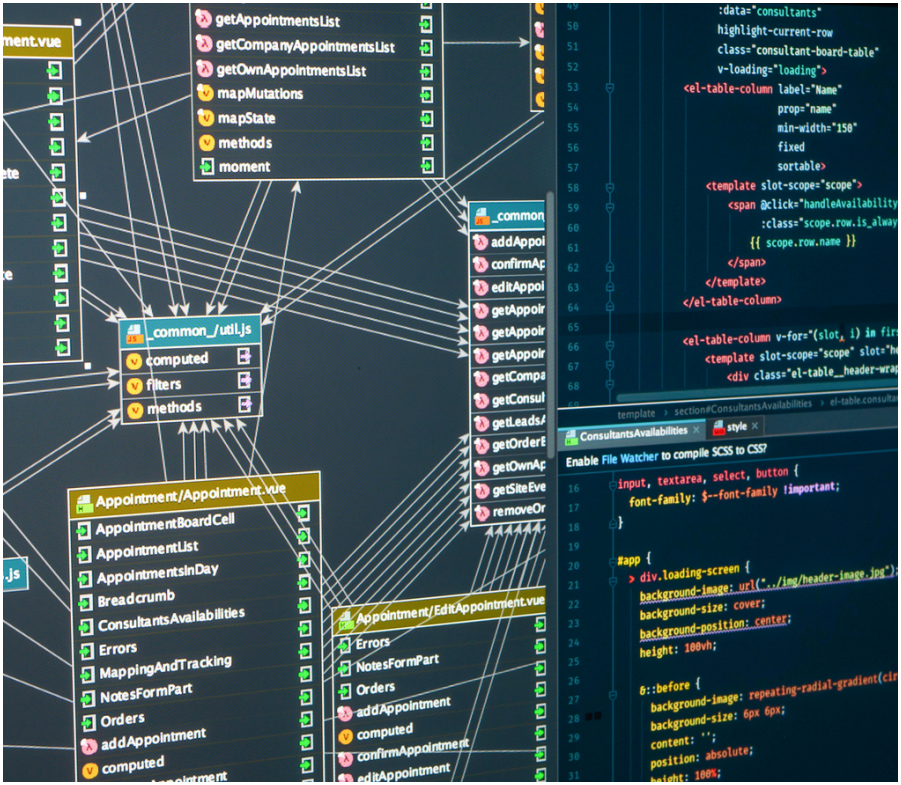 ment.vue
ete
te
.js
getAppointmentsList
getCompanyAppointmentsList
getOwnAppointmentsList
mapMutations
mapState
methods
moment
_common_/util.js
computed
filters
methods
Appointment/Appointment.vue
AppointmentBoardCell
AppointmentList
AppointmentsInDay
Breadcrumb
ConsultantsAvailabilities
Errors
MappingAndTracking
NotesFormPart
Orders
addAppointment
computed
Appointment/EditAppointment.vue
Errors
NotesFormPart
Orders
addAppointment
computed
confirmAppointment
editAppointment
_common_
addAppoi
confirmAp
editAppoi
getAppoir
getAppoir
getAppoir
getCompa
getConsul
getLeadsA
getOrderE
getOwnAp
getSiteEve
removeOr
:data="consultants"
50 highlight-current-row
51 class="consultant-board-table"
52 v-loading="loading">
53 <el-table-column label="Name"
54 prop="name"
55 min-width="150"
56 fixed
57 sortable>
58 <template slot-scope="scope">
59 <span @click="handleAvailability
60 :class="scope.row.is_alway
61 {{ scope.row.name }}
62 </span>
63 </template>
64 </el-table-column>
65
66 <el-table-column v-for="(slot, i) in firs
67 <template slot-scope="scope" slot="he
68 <div class="el-table__header-wrap
template › section#ConsultantsAvailabilities › el-table.consultan
ConsultantsAvailabilities × style ×
Enable File Watcher to compile SCSS to CSS?
16 input, textarea, select, button {
17 font-family: $--font-family !important;
18 }
19
20 #app {
21 > div.loading-screen {
22 background-image: url("../img/header-image.jpg");
23 background-size: cover;
24 background-position: center;
25 height: 100vh;
26
27 &::before {
28 background-image: repeating-radial-gradient(cir
29 background-size: 6px 6px;
30 content: '';
31 position: absolute;
height: 100%;